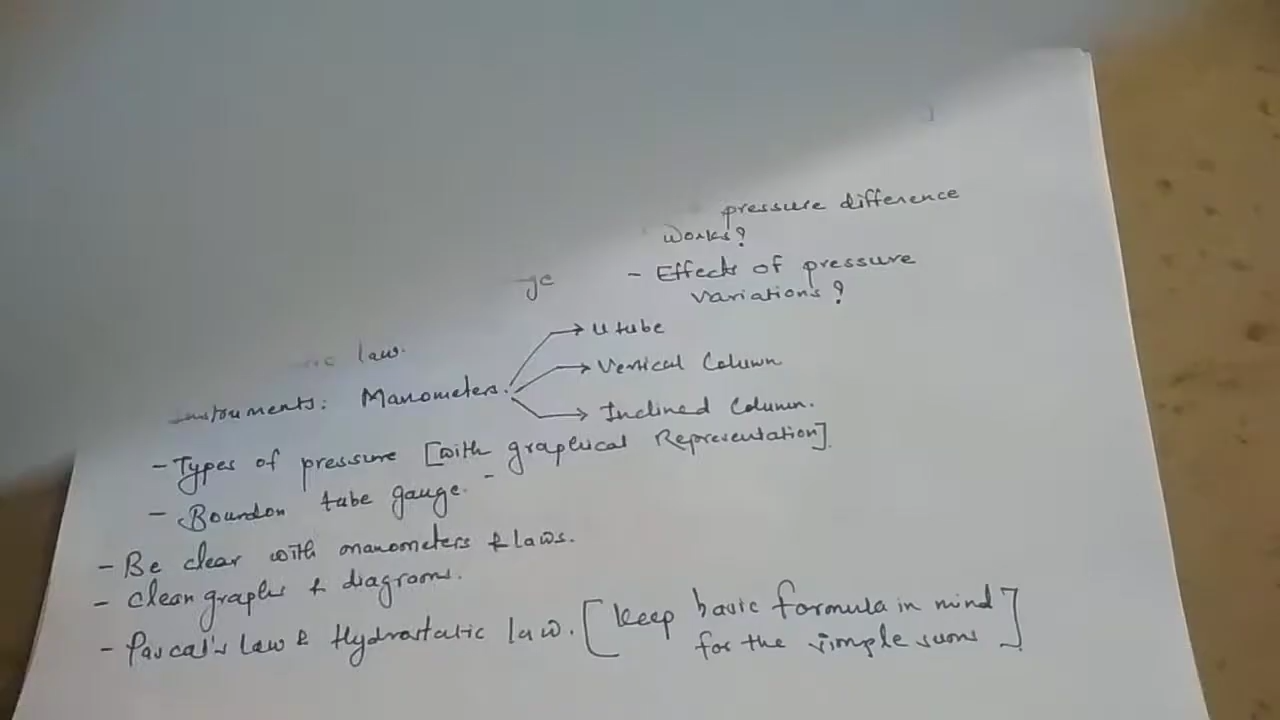 pressure difference
works?
- Effects of pressure
variations?
law.
Manometers.
→ U tube
→ Vertical Column
→ Inclined Column.
- Types of pressure [with graphical Representation].
- Bourdon tube gauge.
- Be clear with manometers & laws.
- Clean graphs & diagrams.
- Pascal's law & Hydrostatic law. [keep basic formula in mind
for the simple sums]